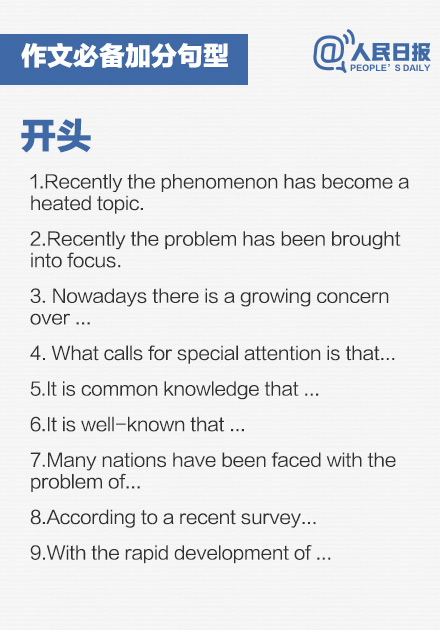 作文必备加分句型
@人民日报
PEOPLE'S DAILY
开头
1.Recently the phenomenon has become a
heated topic.
2.Recently the problem has been brought
into focus.
3. Nowadays there is a growing concern
over ...
4. What calls for special attention is that...
5.It is common knowledge that ...
6.It is well-known that ...
7.Many nations have been faced with the
problem of...
8.According to a recent survey...
9.With the rapid development of ...